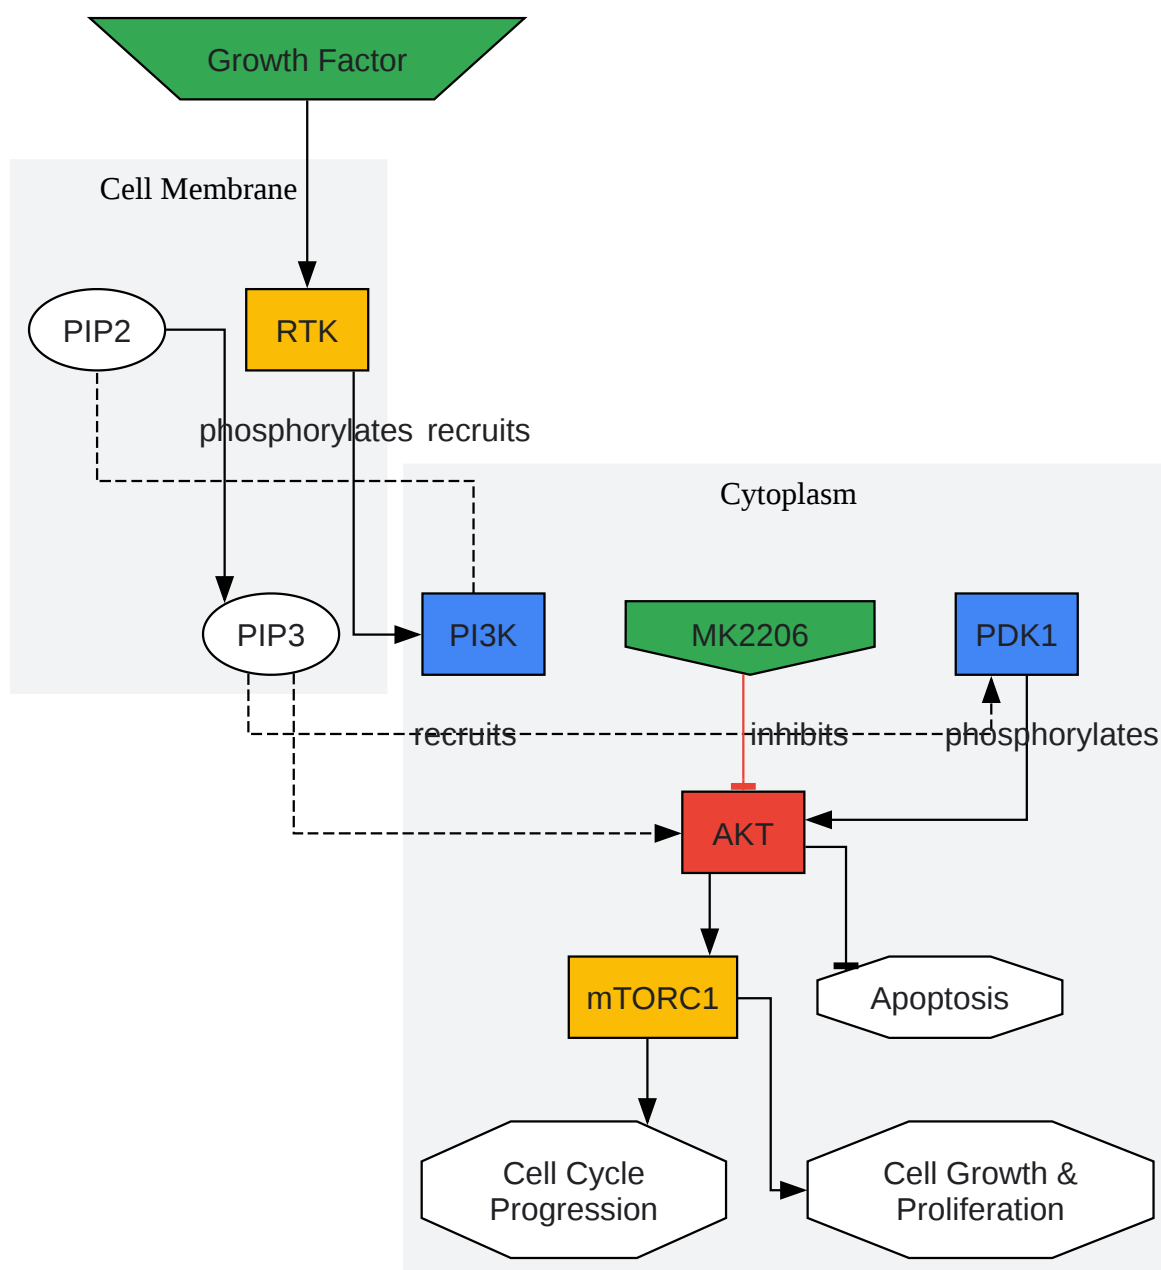 Growth Factor
Cell Membrane
PIP2
RTK
phosphorylates
recruits
Cytoplasm
PIP3
PI3K
MK2206
PDK1
recruits
inhibits
phosphorylates
AKT
mTORC1
Apoptosis
Cell Cycle
Progression
Cell Growth &
Proliferation